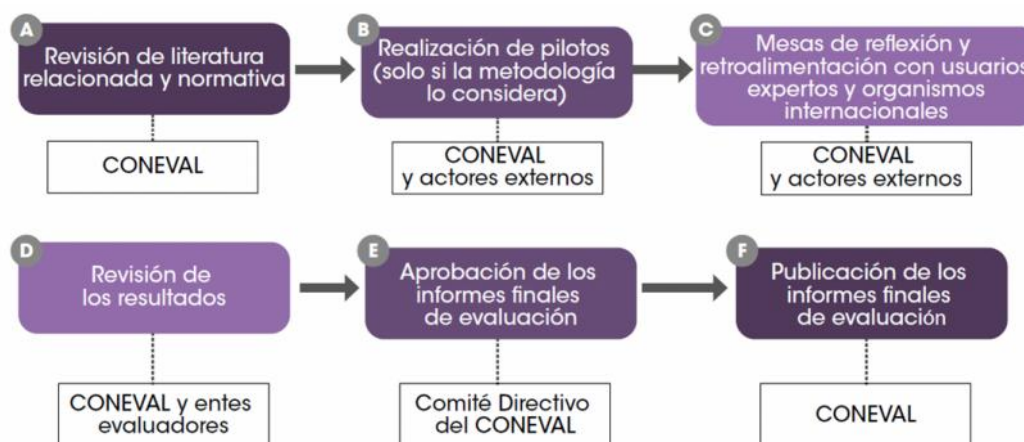 A
Revisión de literatura
relacionada y normativa
CONEVAL
B
Realización de pilotos
(solo si la metodología
lo considera)
CONEVAL
y actores externos
C
Mesas de reflexión y
retroalimentación con usuarios
expertos y organismos
internacionales
CONEVAL
y actores externos
D
Revisión de
los resultados
CONEVAL y entes
evaluadores
E
Aprobación de los
informes finales
de evaluación
Comité Directivo
del CONEVAL
F
Publicación de los
informes finales
de evaluación
CONEVAL